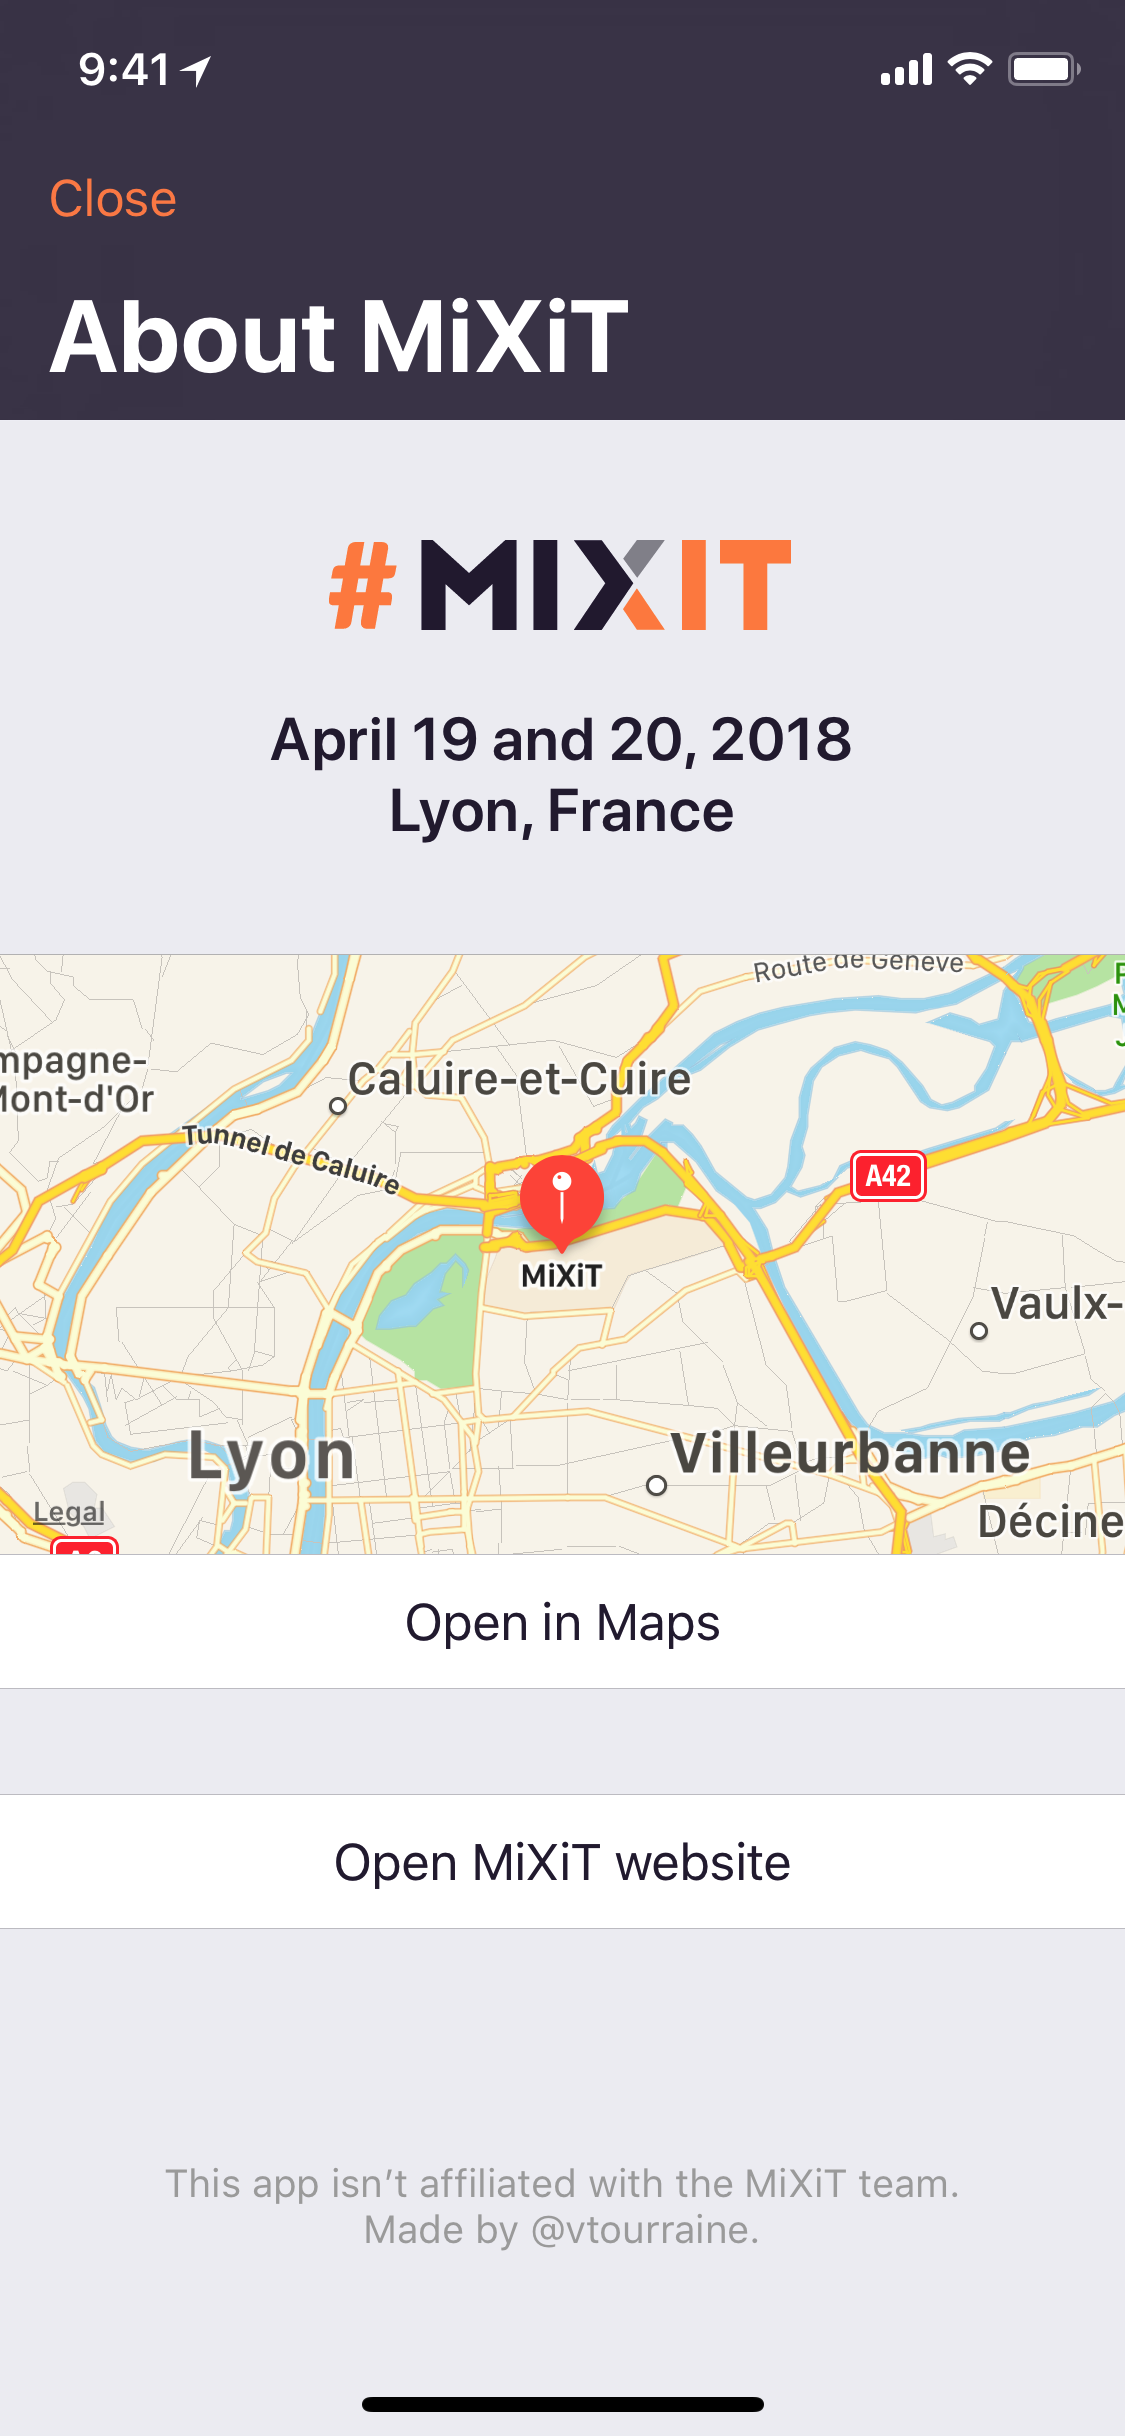 9:41
Close
About MiXiT
#MIXIT
April 19 and 20, 2018
Lyon, France
Route de Genève
mpagne-
Mont-d'Or
Caluire-et-Cuire
Tunnel de Caluire
A42
MiXiT
Vaulx-
Lyon
Villeurbanne
Legal
Décine
Open in Maps
Open MiXiT website
This app isn’t affiliated with the MiXiT team.
Made by @vtourraine.